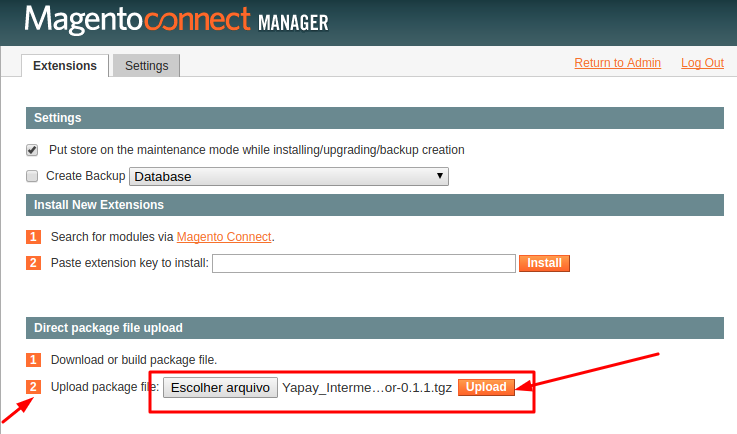 Magentoconnect MANAGER
Extensions Settings Return to Admin Log Out
Settings
Put store on the maintenance mode while installing/upgrading/backup creation
Create Backup Database
Install New Extensions
1 Search for modules via Magento Connect.
2 Paste extension key to install: Install
Direct package file upload
1 Download or build package file.
2 Upload package file: Escolher arquivo Yapay_Interme...or-0.1.1.tgz Upload